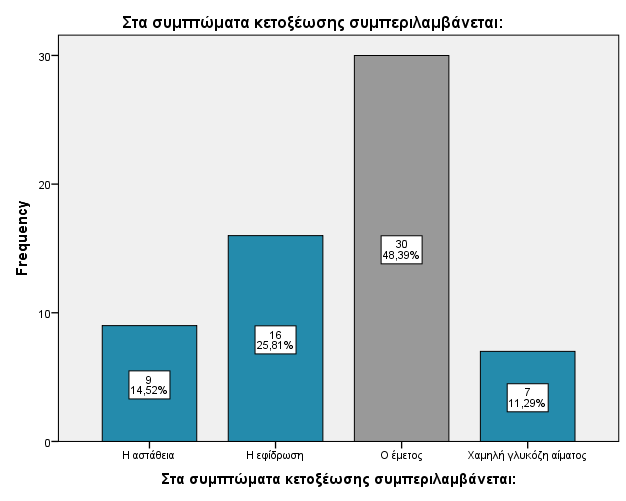 Στα συμπτώματα κετοξέωσης συμπεριλαμβάνεται:
Frequency
30
20
10
0
9
14,52%
16
25,81%
30
48,39%
7
11,29%
Η αστάθεια
Η εφίδρωση
Ο έμετος
Χαμηλή γλυκόζη αίματος
Στα συμπτώματα κετοξέωσης συμπεριλαμβάνεται: